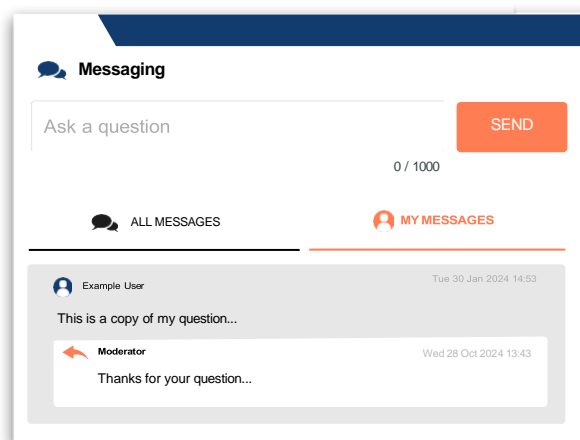 Messaging
Ask a question
SEND
0 / 1000
ALL MESSAGES
MY MESSAGES
Example User
Tue 30 Jan 2024 14:53
This is a copy of my question...
Moderator
Wed 28 Oct 2024 13:43
Thanks for your question...